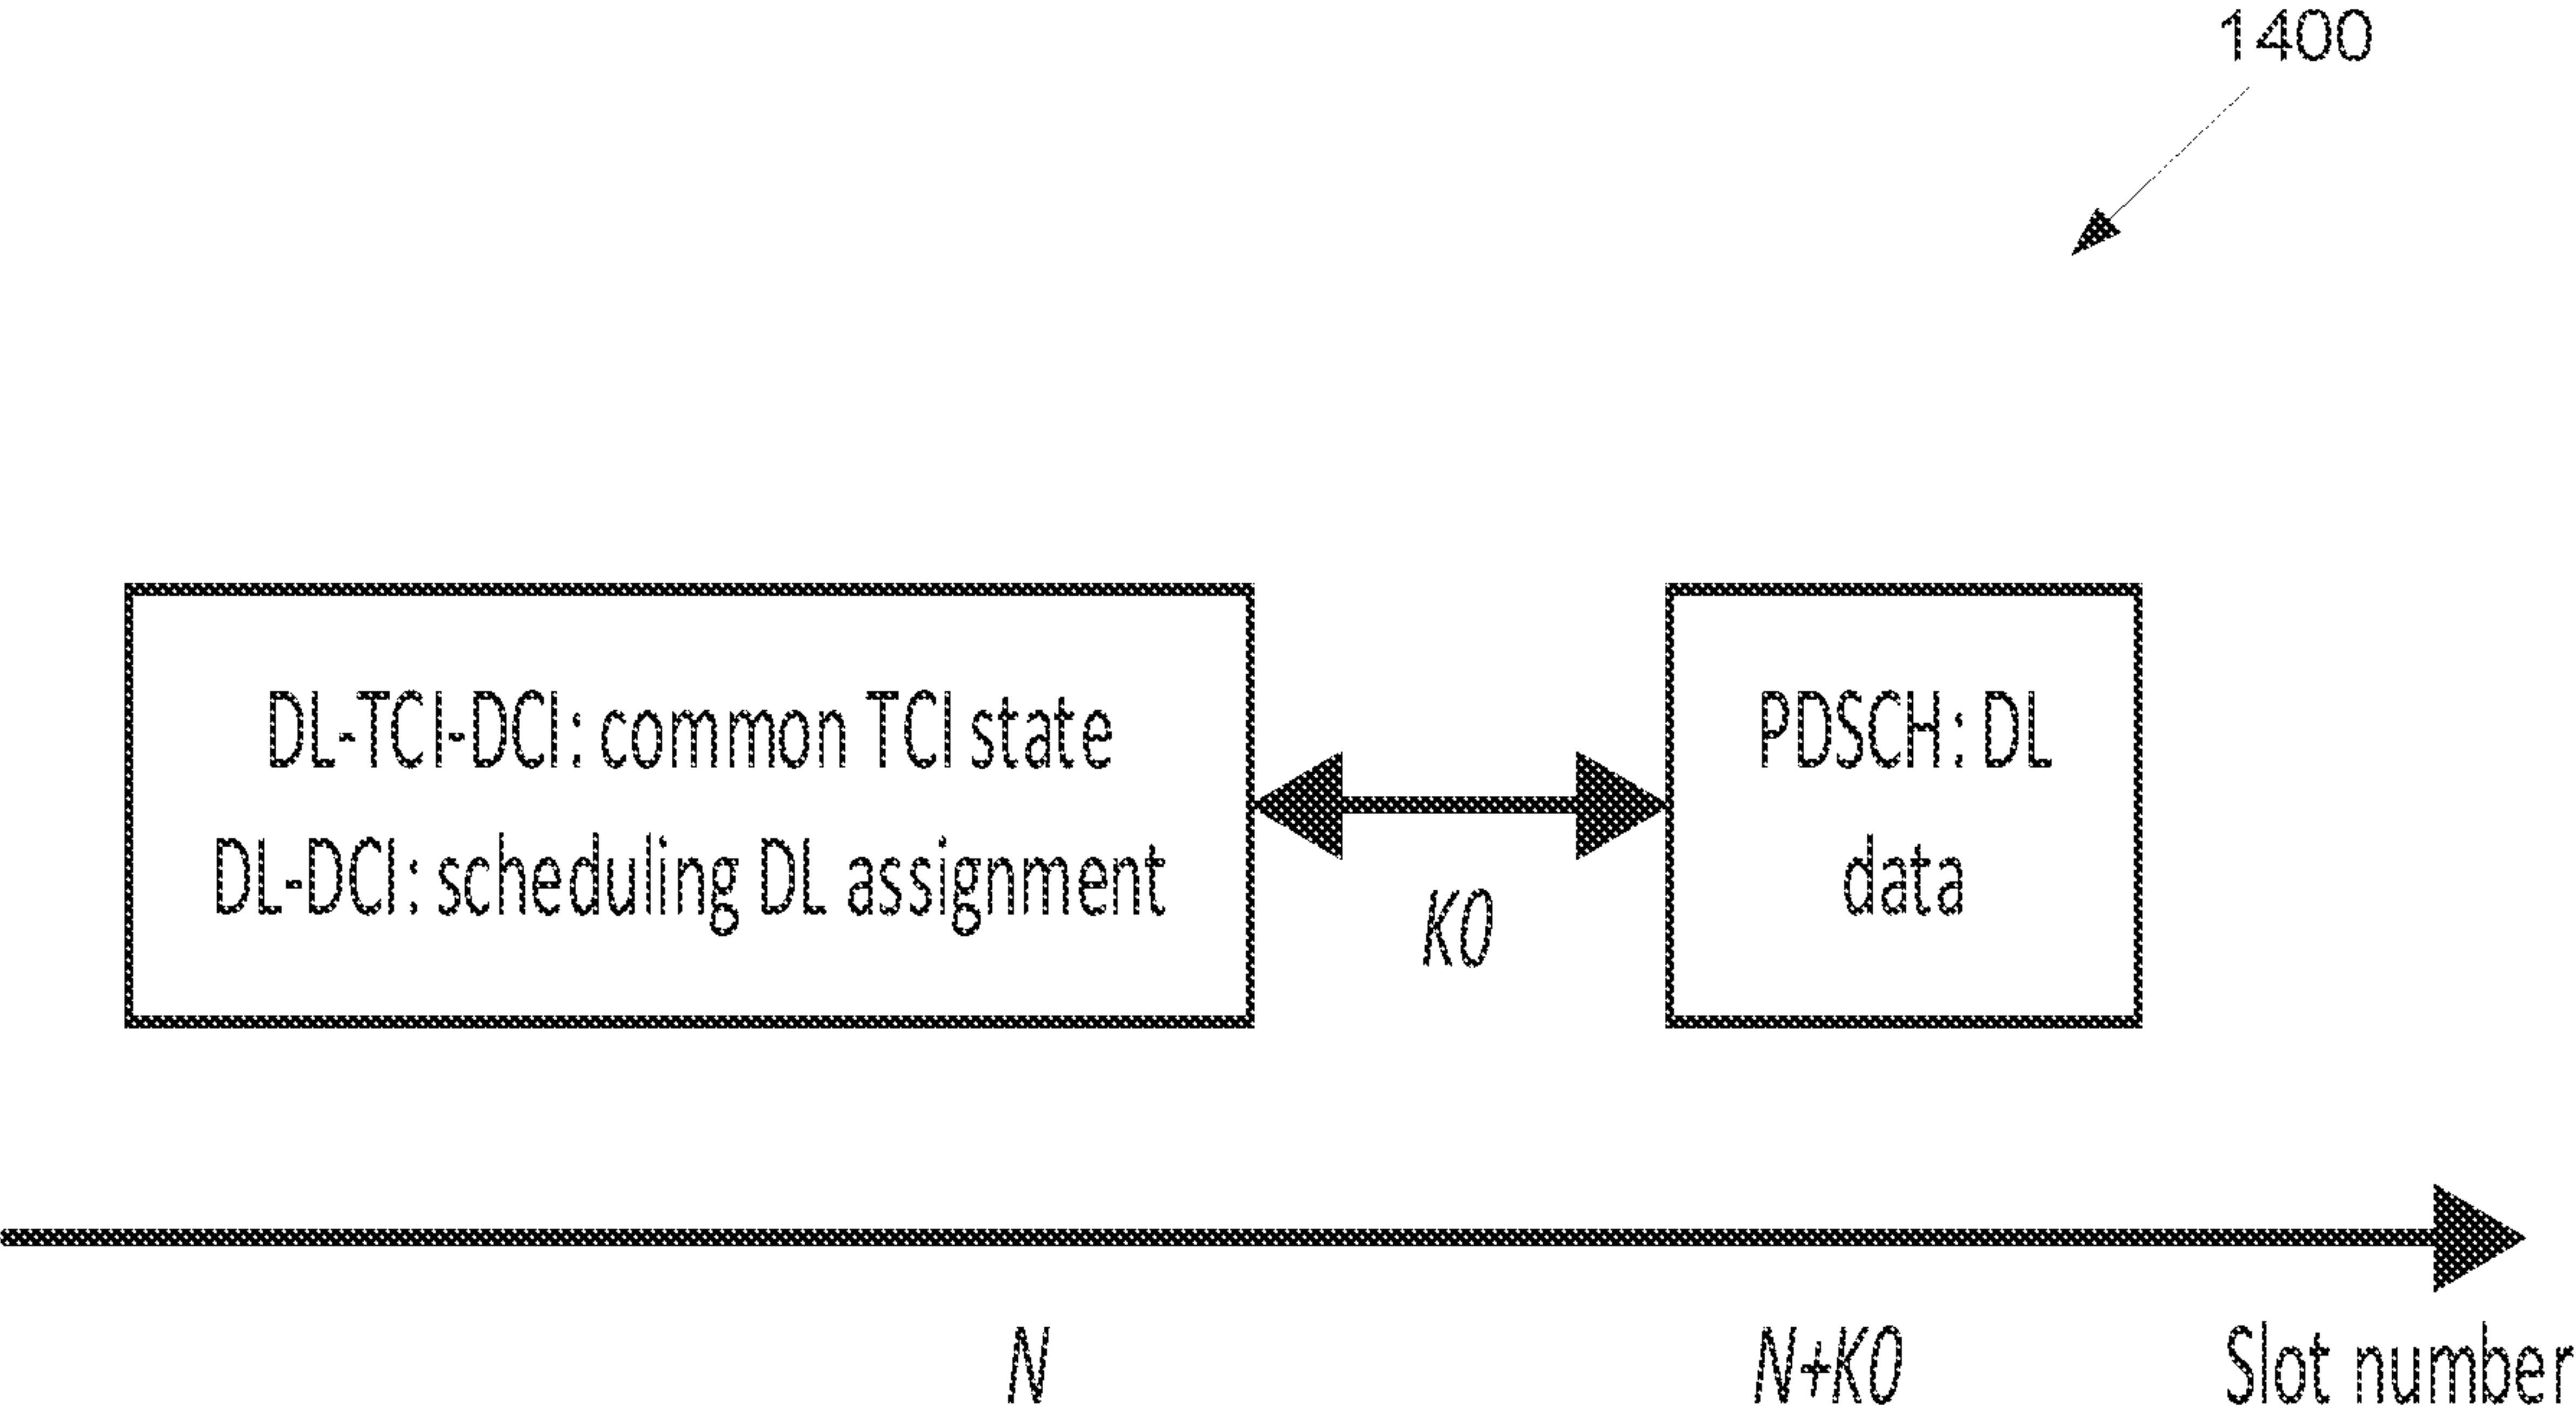 1400
DL-TCI-DCI: common TCI state
DL-DCI: scheduling DL assignment
K0
PDSCH: DL
data
N
N+K0
Slot number